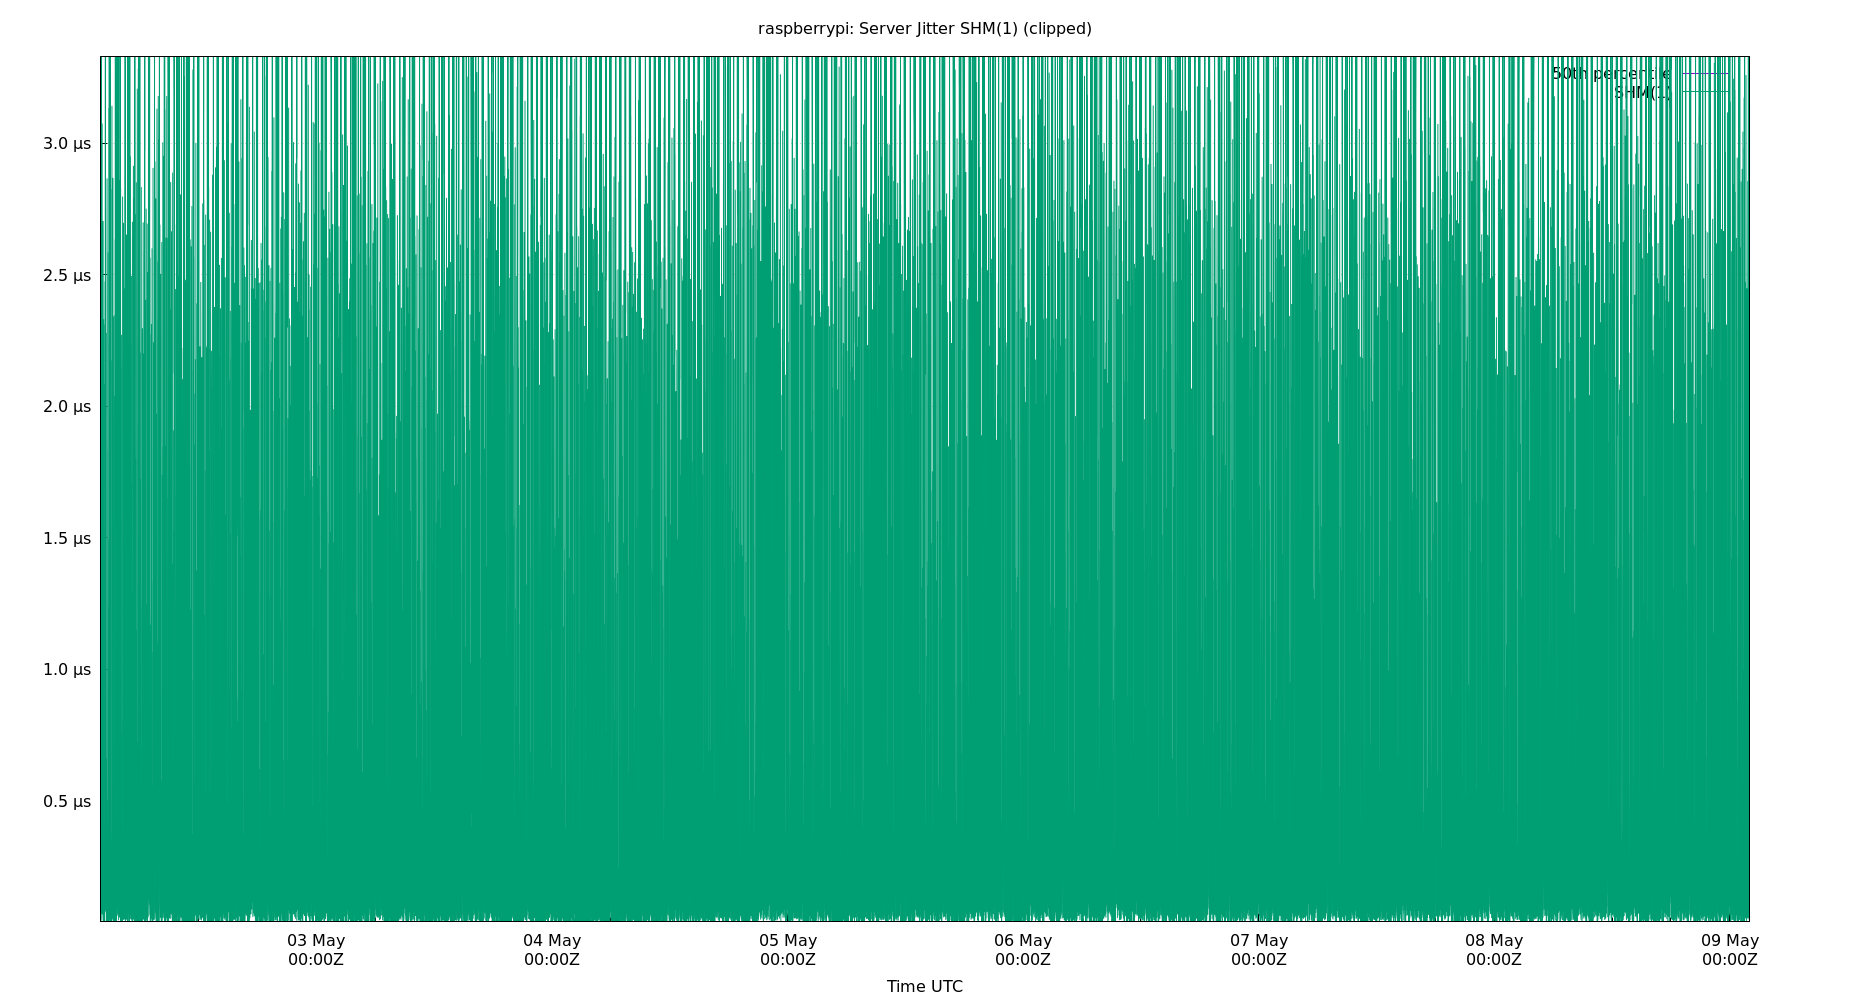 raspberrypi: Server Jitter SHM(1) (clipped)
50th percentile
SHM(1)
3.0 µs
2.5 µs
2.0 µs
1.5 µs
1.0 µs
0.5 µs
03 May 04 May 05 May 06 May 07 May 08 May 09 May
00:00Z 00:00Z 00:00Z 00:00Z 00:00Z 00:00Z 00:00Z
Time UTC